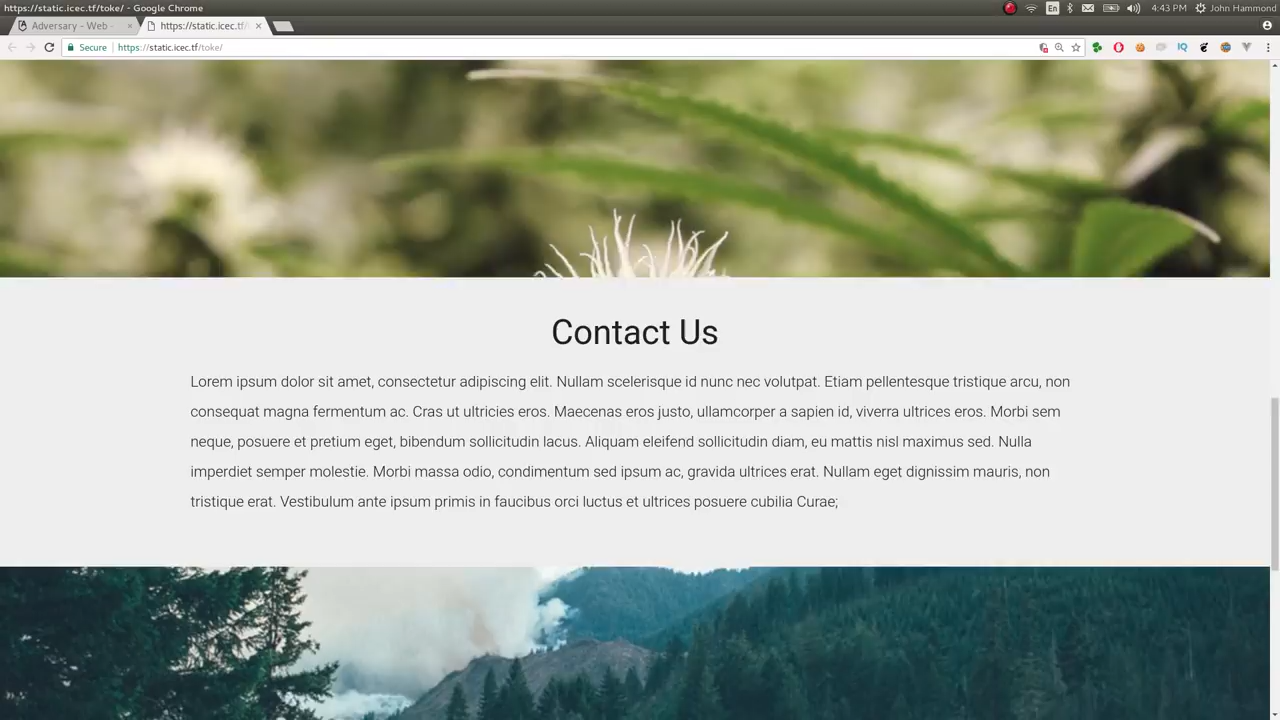 https://static.icec.tf/toke/ - Google Chrome
En
4:43 PM
John Hammond
Adversary - Web -
https://static.icec.tf/
Secure
https://static.icec.tf/toke/
IQ
Contact Us
Lorem ipsum dolor sit amet, consectetur adipiscing elit. Nullam scelerisque id nunc nec volutpat. Etiam pellentesque tristique arcu, non
consequat magna fermentum ac. Cras ut ultricies eros. Maecenas eros justo, ullamcorper a sapien id, viverra ultrices eros. Morbi sem
neque, posuere et pretium eget, bibendum sollicitudin lacus. Aliquam eleifend sollicitudin diam, eu mattis nisl maximus sed. Nulla
imperdiet semper molestie. Morbi massa odio, condimentum sed ipsum ac, gravida ultrices erat. Nullam eget dignissim mauris, non
tristique erat. Vestibulum ante ipsum primis in faucibus orci luctus et ultrices posuere cubilia Curae;